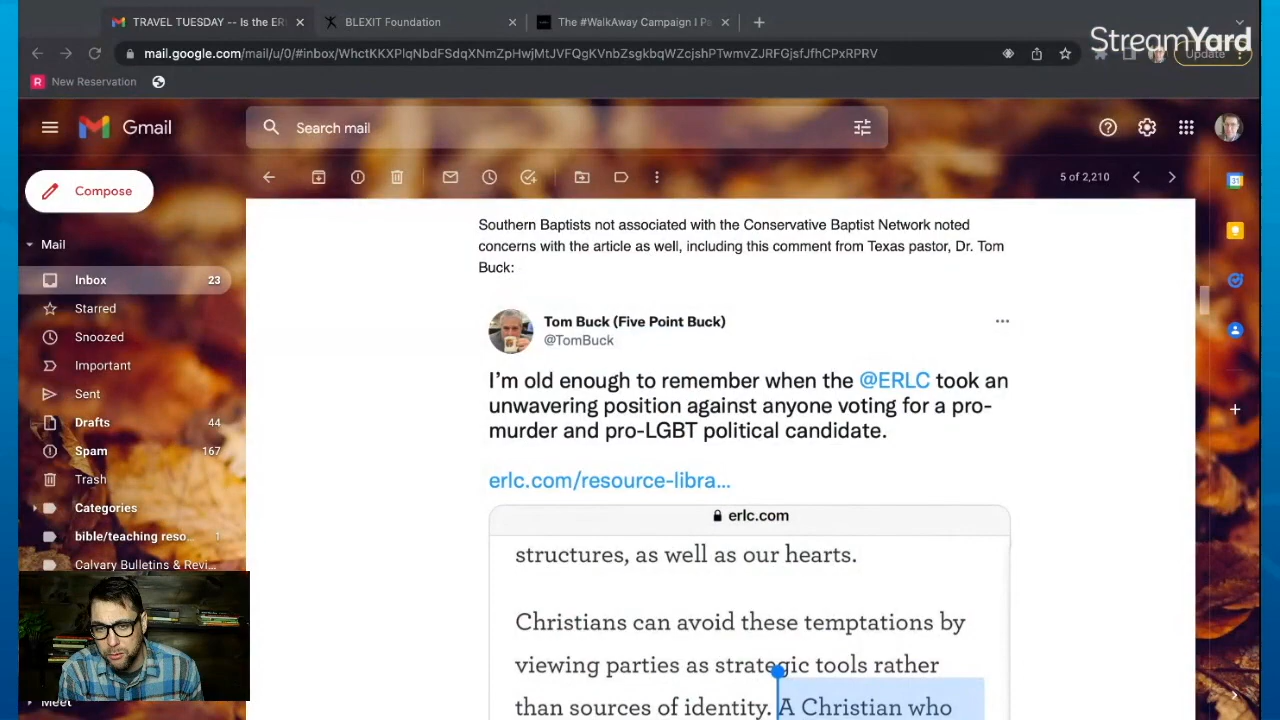 TRAVEL TUESDAY -- Is the ERL
BLEXIT Foundation
The #WalkAway Campaign | Pa
StreamYard
mail.google.com/mail/u/0/#inbox/WhctKKXPlqNbdFSdqXNmZpHwjMtJVFQgKVnbZsgkbqWZcjshPTwmvZJRFGjsfJfhCPxRPRV
Update
New Reservation
Gmail
Search mail
Compose
5 of 2,210
Mail
Inbox 23
Starred
Snoozed
Important
Sent
Drafts 44
Spam 167
Trash
Categories
bible/teaching reso... 1
Calvary Bulletins & Revi...
Meet
Southern Baptists not associated with the Conservative Baptist Network noted
concerns with the article as well, including this comment from Texas pastor, Dr. Tom
Buck:
Tom Buck (Five Point Buck)
@TomBuck
I'm old enough to remember when the @ERLC took an
unwavering position against anyone voting for a pro-
murder and pro-LGBT political candidate.
erlc.com/resource-libra...
erlc.com
structures, as well as our hearts.
Christians can avoid these temptations by
viewing parties as strategic tools rather
than sources of identity. A Christian who